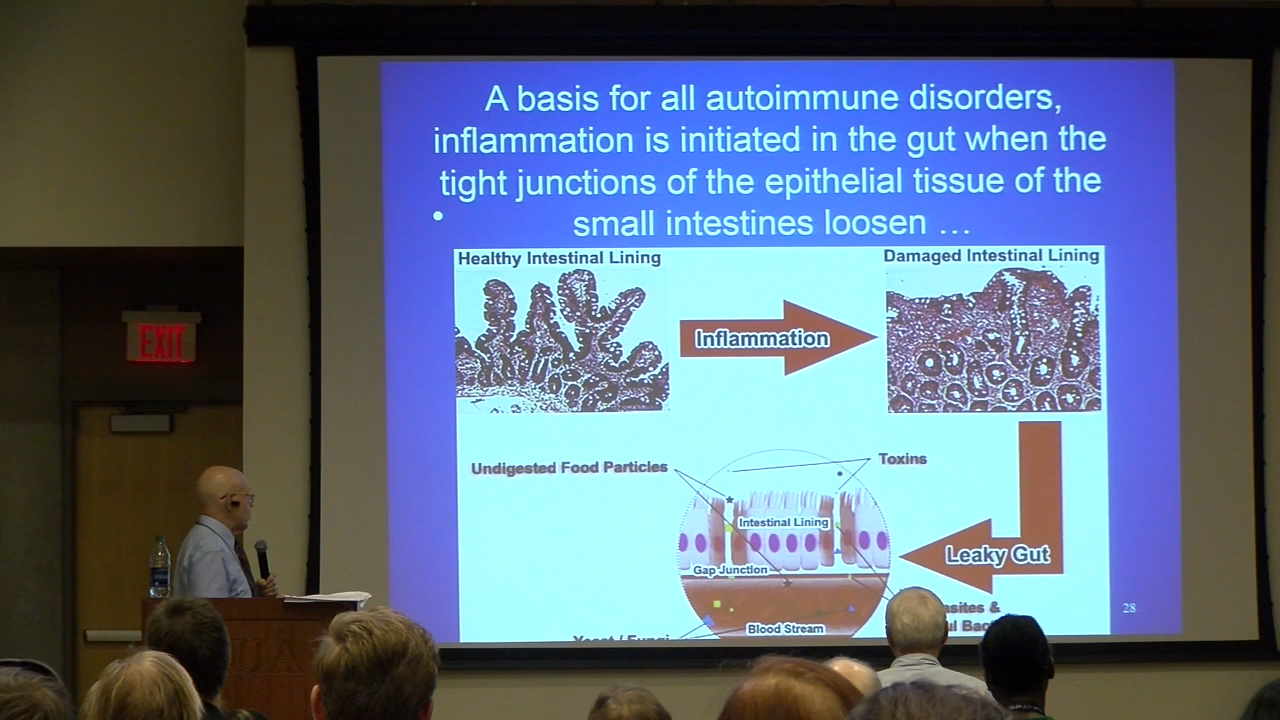 A basis for all autoimmune disorders,
inflammation is initiated in the gut when the
tight junctions of the epithelial tissue of the
• small intestines loosen …
Healthy Intestinal Lining
Damaged Intestinal Lining
Inflammation
EXIT
Undigested Food Particles
Toxins
Intestinal Lining
Leaky Gut
Gap Junction
28
Blood Stream
Yeast / Fungi